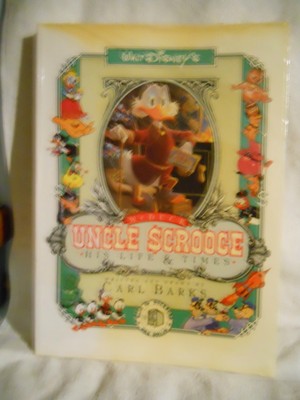 WALT DISNEY'S
UNCLE SCROOGE
HIS LIFE & TIMES
CARL BARKS